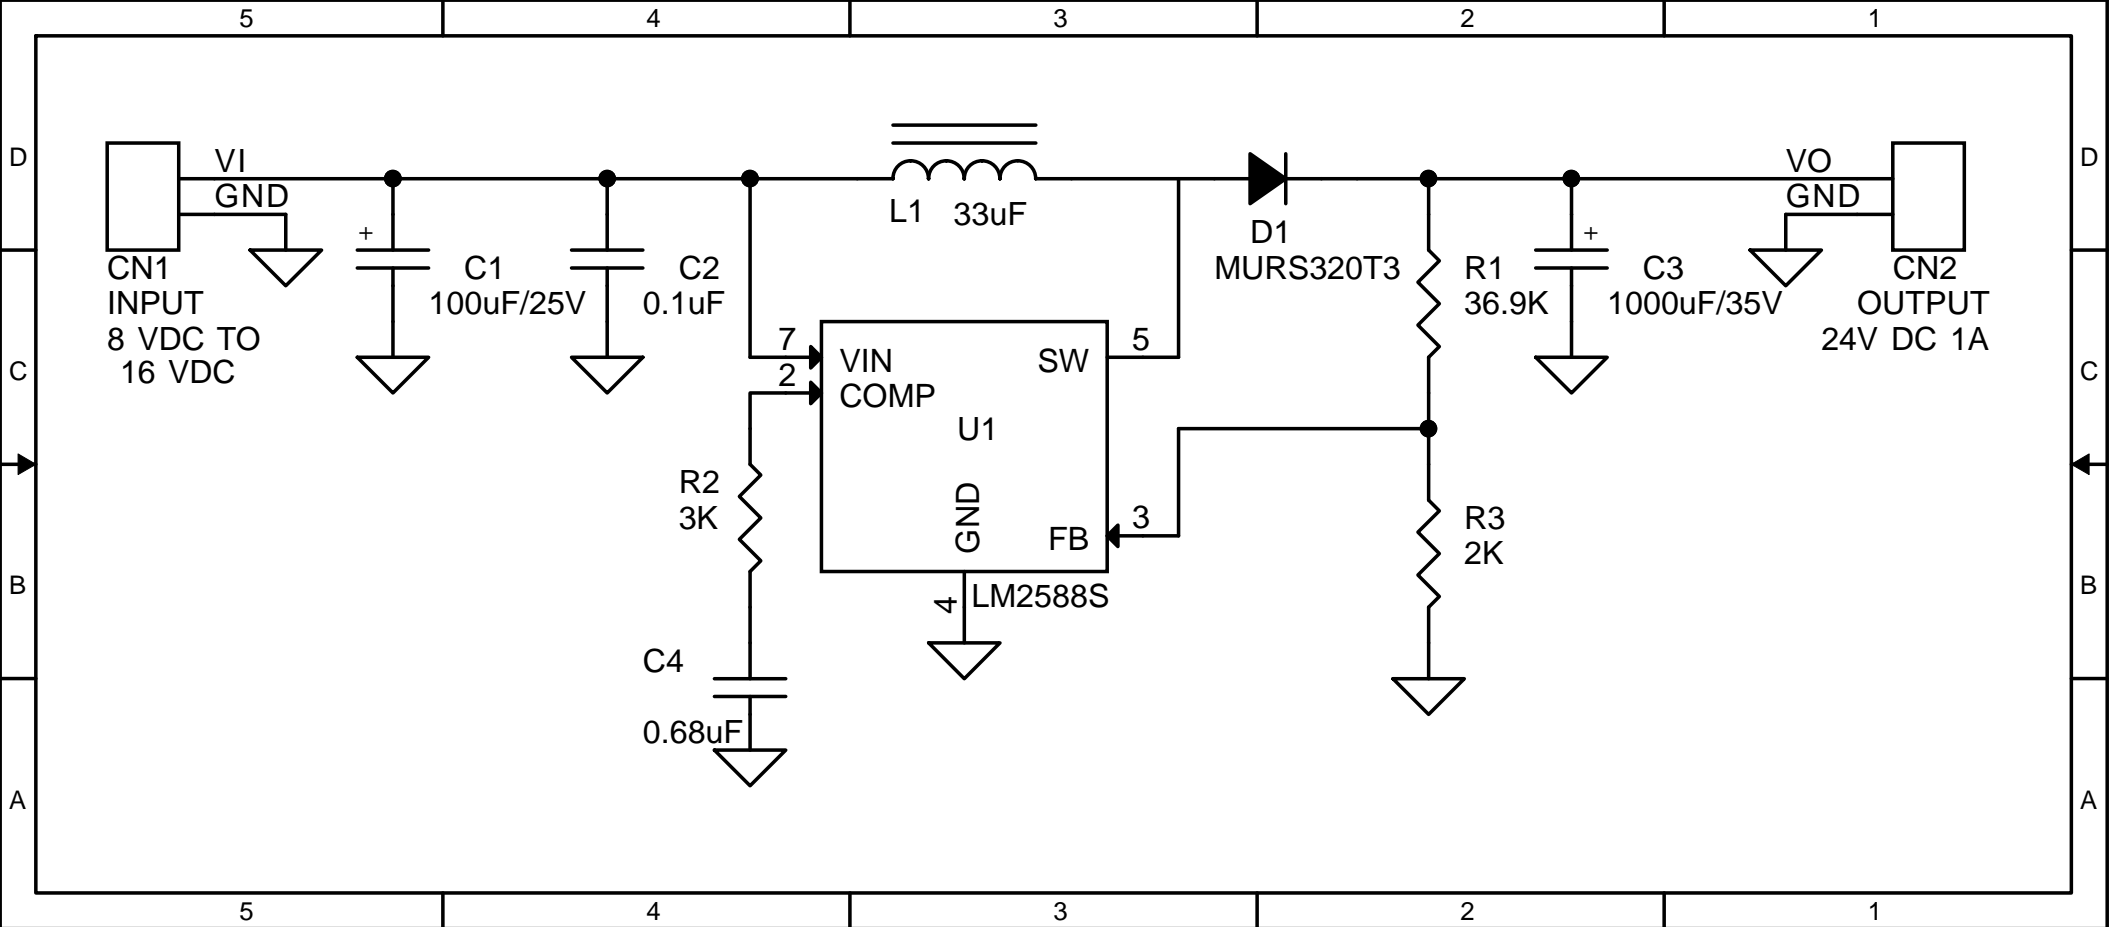 5 4 3 2 1
D D
VI
GND
VO
GND
L1 33uF
D1
MURS320T3
CN1
INPUT
8 VDC TO
16 VDC
+
C1
100uF/25V
C2
0.1uF
R1
36.9K
+
C3
1000uF/35V
CN2
OUTPUT
24V DC 1A
C C
7
2
VIN
COMP
SW
5
U1
GND
FB
3
4
LM2588S
R2
3K
R3
2K
B B
C4
0.68uF
A A
5 4 3 2 1